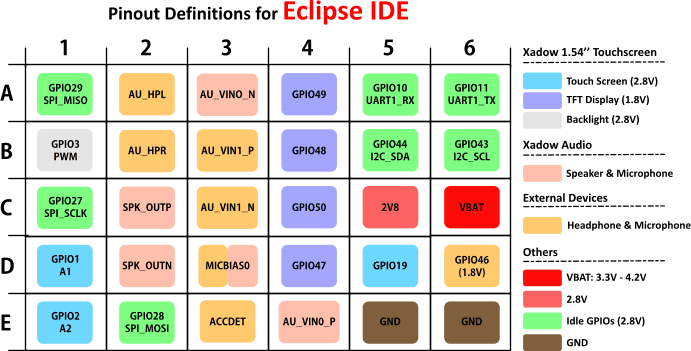 Pinout Definitions for Eclipse IDE
1 2 3 4 5 6
A
GPIO29
SPI_MISO
AU_HPL
AU_VINO_N
GPIO49
GPIO10
UART1_RX
GPIO11
UART1_TX
B
GPIO3
PWM
AU_HPR
AU_VIN1_P
GPIO48
GPIO44
I2C_SDA
GPIO43
I2C_SCL
C
GPIO27
SPI_SCLK
SPK_OUTP
AU_VIN1_N
GPIO50
2V8
VBAT
D
GPIO1
A1
SPK_OUTN
MICBIAS0
GPIO47
GPIO19
GPIO46
(1.8V)
E
GPIO2
A2
GPIO28
SPI_MOSI
ACCDET
AU_VIN0_P
GND
GND
Xadow 1.54’’ Touchscreen
Touch Screen (2.8V)
TFT Display (1.8V)
Backlight (2.8V)
Xadow Audio
Speaker & Microphone
External Devices
Headphone & Microphone
Others
VBAT: 3.3V - 4.2V
2.8V
Idle GPIOs (2.8V)
GND